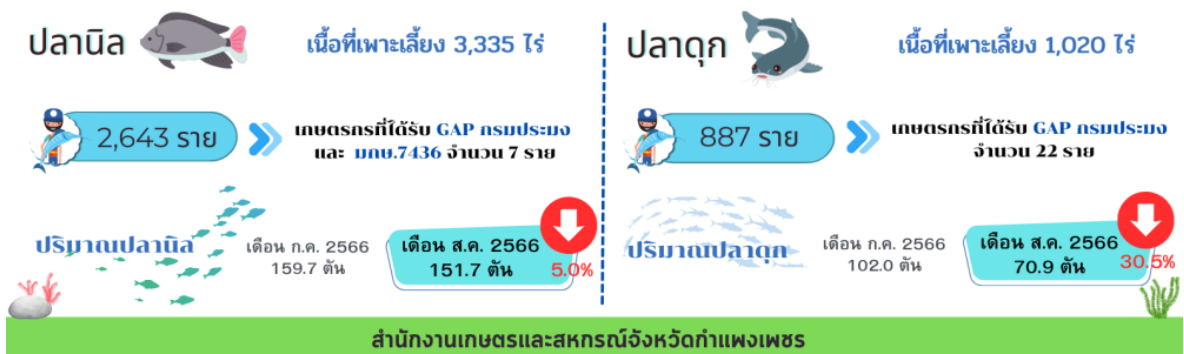 ปลานิล
เนื้อที่เพาะเลี้ยง 3,335 ไร่
2,643 ราย
เกษตรกรที่ได้รับ GAP กรมประมง
และ มกษ.7436 จำนวน 7 ราย
ปริมาณปลานิล
เดือน ก.ค. 2566
159.7 ตัน
เดือน ส.ค. 2566
151.7 ตัน
5.0%
ปลาดุก
เนื้อที่เพาะเลี้ยง 1,020 ไร่
887 ราย
เกษตรกรที่ได้รับ GAP กรมประมง
จำนวน 22 ราย
ปริมาณปลาดุก
เดือน ก.ค. 2566
102.0 ตัน
เดือน ส.ค. 2566
70.9 ตัน
30.5%
สำนักงานเกษตรและสหกรณ์จังหวัดกำแพงเพชร